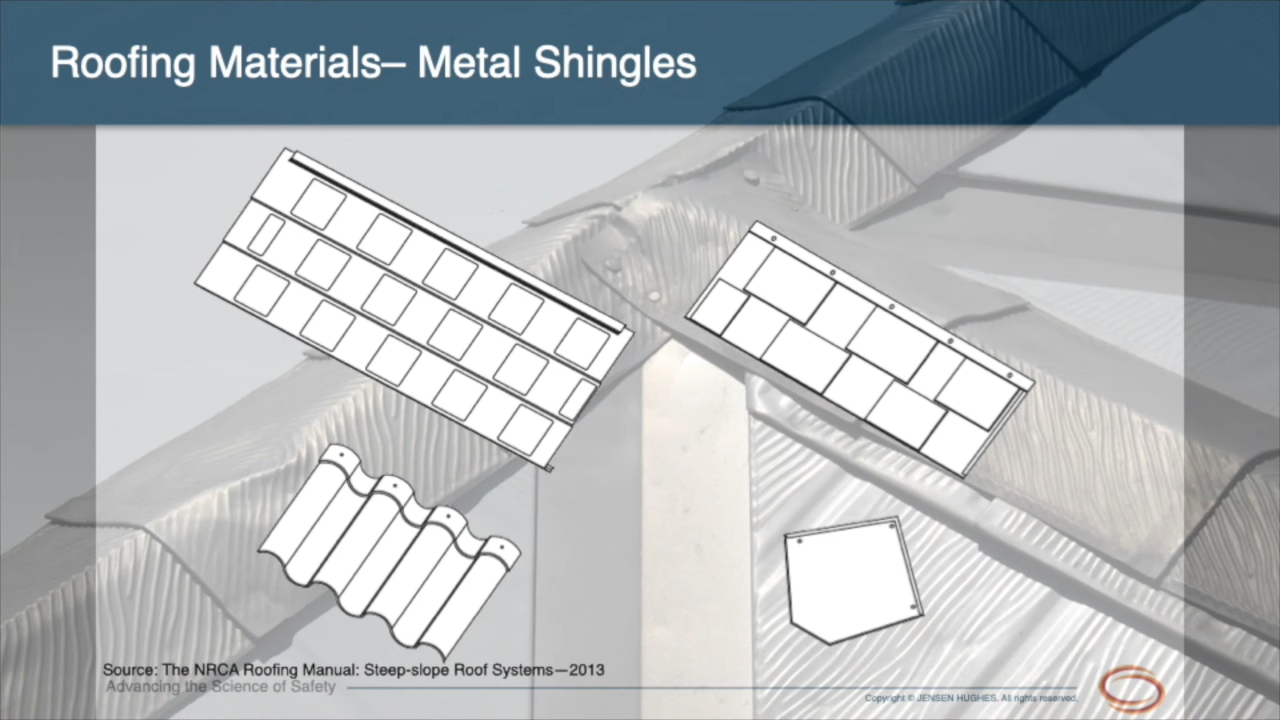 Roofing Materials– Metal Shingles
Source: The NRCA Roofing Manual: Steep-slope Roof Systems—2013
Advancing the Science of Safety
Copyright © JENSEN HUGHES. All rights reserved.